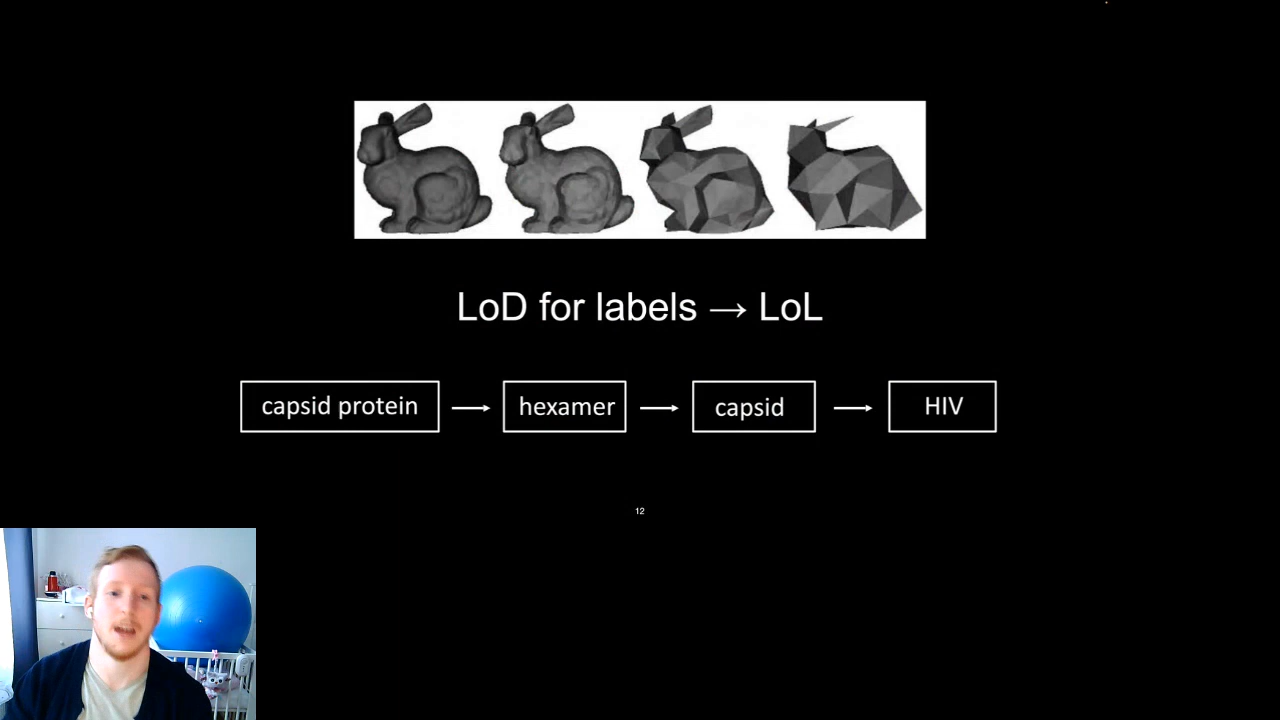 LoD for labels → LoL
capsid protein → hexamer → capsid → HIV
12